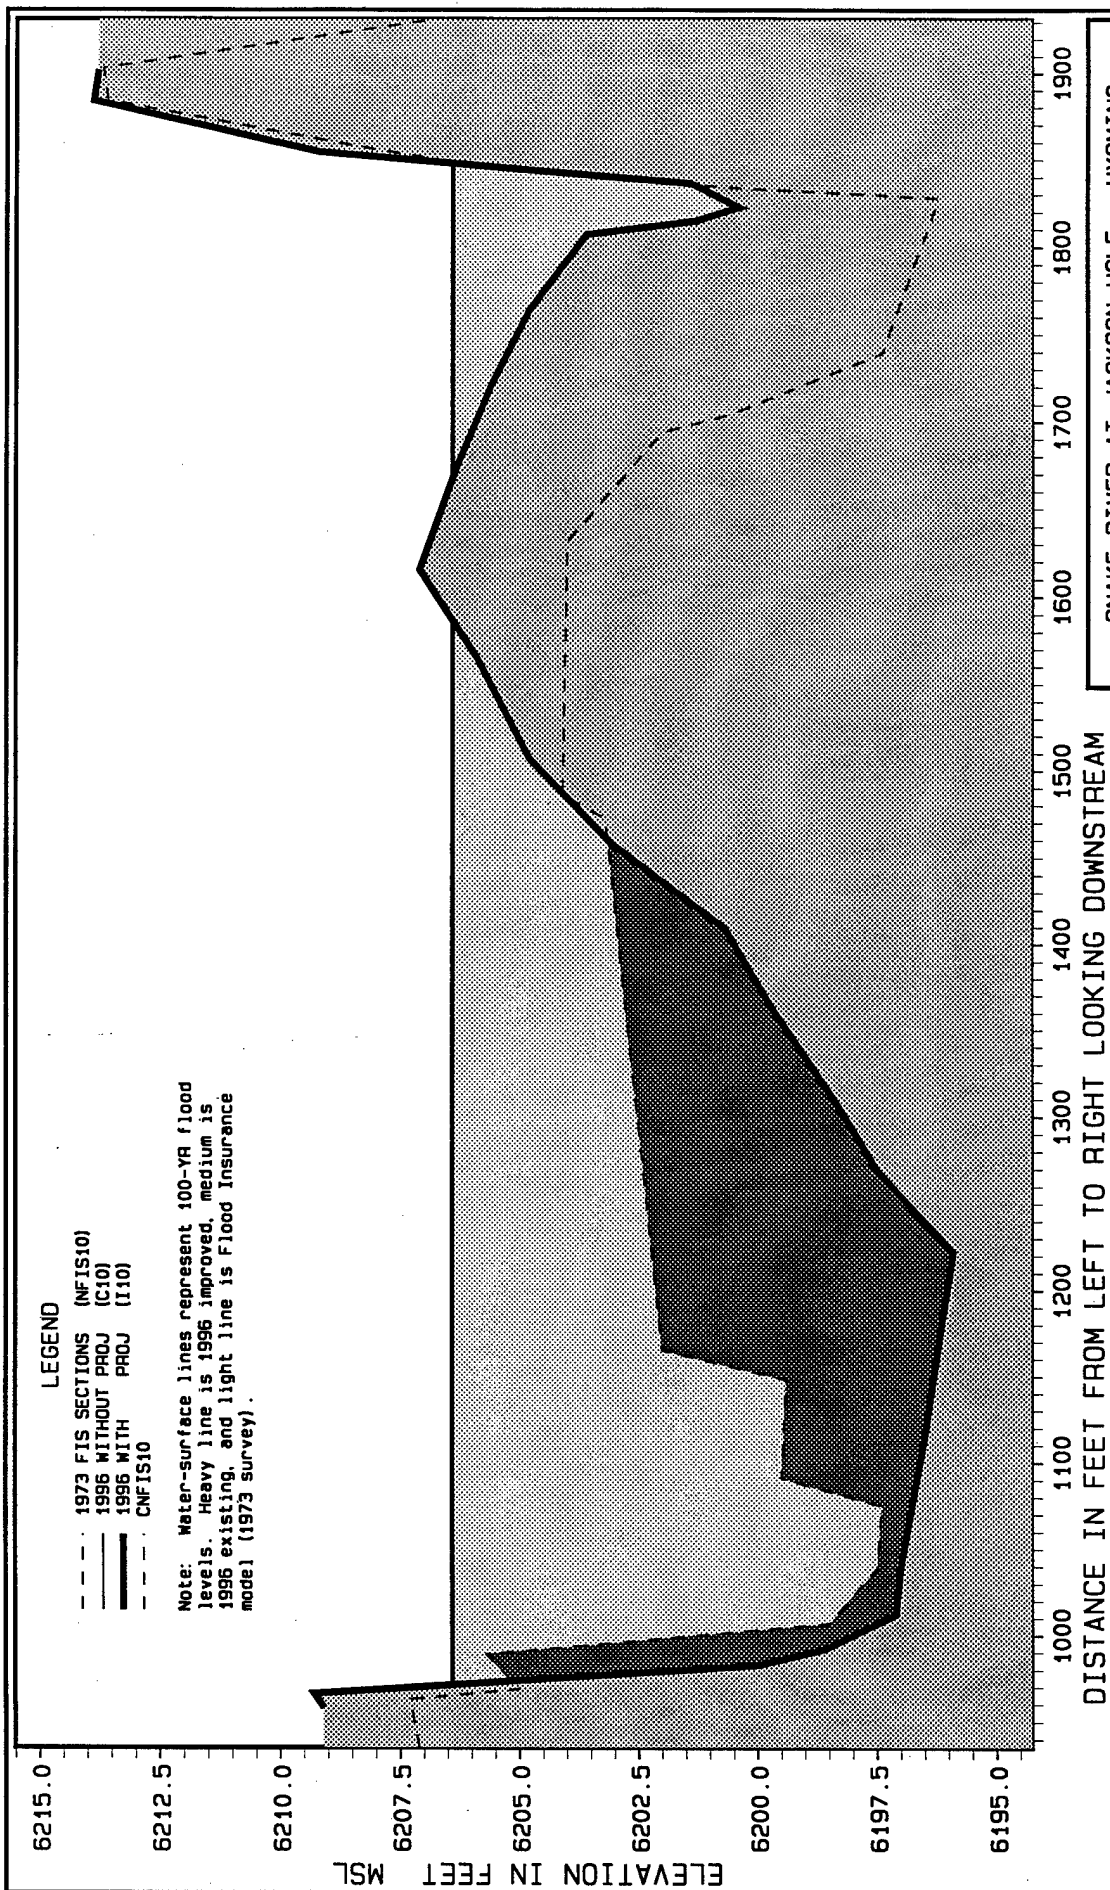 LEGEND
1973 FIS SECTIONS (NFIS10)
1996 WITHOUT PROJ (C10)
1996 WITH PROJ (I10)
CNFIS10
Note: Water-surface lines represent 100-YR flood
levels. Heavy line is 1996 improved, medium is
1996 existing, and light line is Flood Insurance
model (1973 survey).
ELEVATION IN FEET MSL
6215.0
6212.5
6210.0
6207.5
6205.0
6202.5
6200.0
6197.5
6195.0
1000 1100 1200 1300 1400 1500 1600 1700 1800 1900
DISTANCE IN FEET FROM LEFT TO RIGHT LOOKING DOWNSTREAM